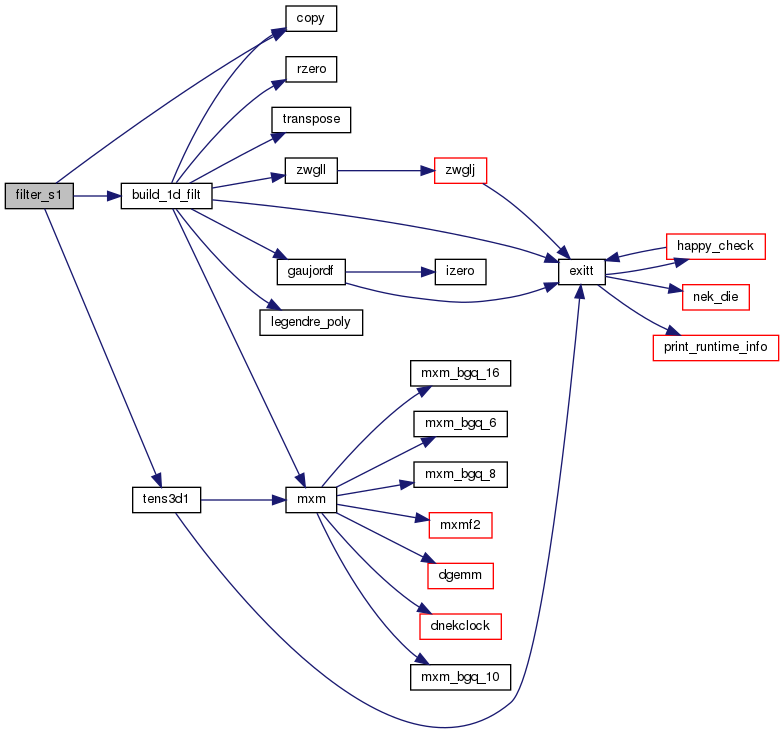 copy
rzero
transpose
zwgll
zwglj
filter_s1
build_1d_filt
happy_check
gaujordf
izero
exitt
nek_die
legendre_poly
print_runtime_info
mxm_bgq_16
mxm_bgq_6
mxm_bgq_8
tens3d1
mxm
mxmf2
dgemm
dnekclock
mxm_bgq_10